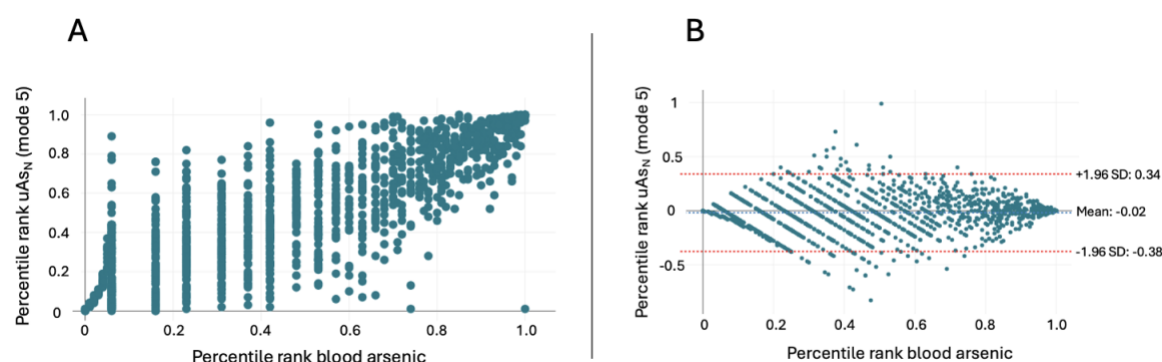 A
Percentile rank uAs_N (mode 5)
1.0
0.8
0.6
0.4
0.2
0
0
0.2
0.4
0.6
0.8
1.0
Percentile rank blood arsenic
B
Percentile rank uAs_N (mode 5)
1
0.5
0
-0.5
+1.96 SD: 0.34
Mean: -0.02
-1.96 SD: -0.38
0
0.2
0.4
0.6
0.8
1.0
Percentile rank blood arsenic